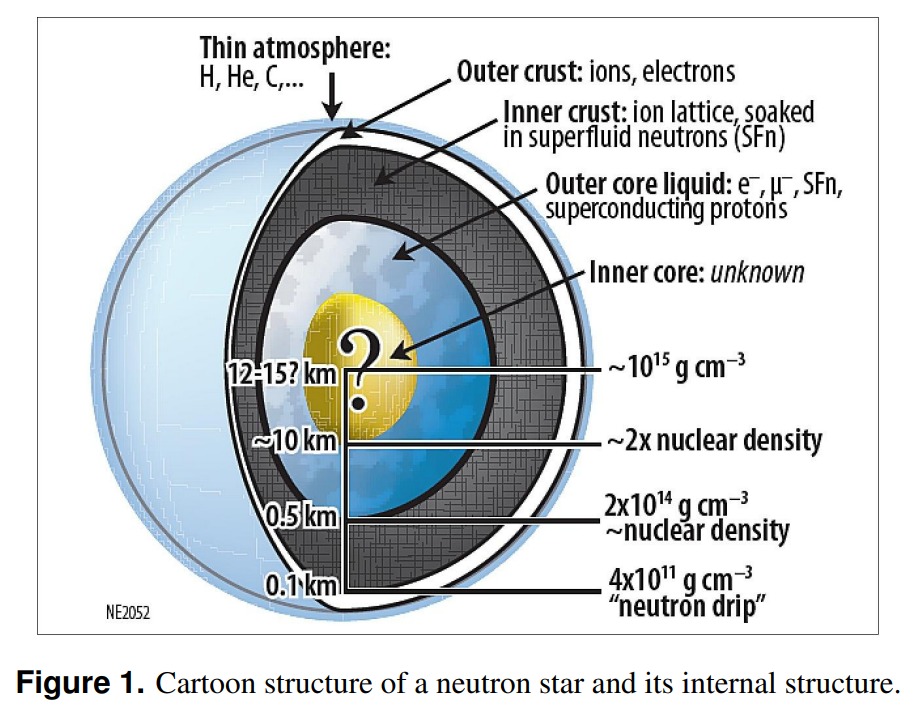 Thin atmosphere:
H, He, C,...
Outer crust: ions, electrons
Inner crust: ion lattice, soaked
in superfluid neutrons (SFn)
Outer core liquid: e⁻, μ⁻, SFn,
superconducting protons
Inner core: unknown
?
12-15? km
~10¹⁵ g cm⁻³
~10 km
~2x nuclear density
0.5 km
2x10¹⁴ g cm⁻³
~nuclear density
0.1 km
4x10¹¹ g cm⁻³
“neutron drip”
NE2052
Figure 1. Cartoon structure of a neutron star and its internal structure.